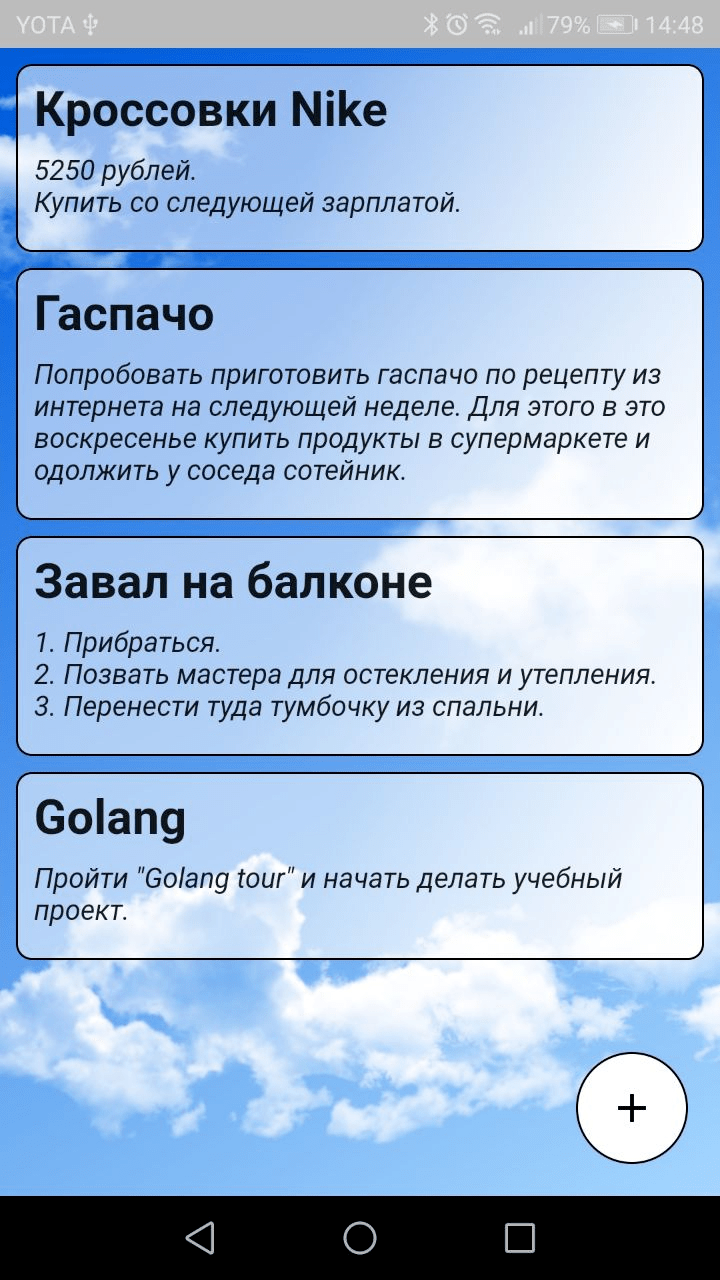 YOTA 79% 14:48
Кроссовки Nike
5250 рублей.
Купить со следующей зарплатой.
Гаспачо
Попробовать приготовить гаспачо по рецепту из
интернета на следующей неделе. Для этого в это
воскресенье купить продукты в супермаркете и
одолжить у соседа сотейник.
Завал на балконе
1. Прибраться.
2. Позвать мастера для остекления и утепления.
3. Перенести туда тумбочку из спальни.
Golang
Пройти "Golang tour" и начать делать учебный
проект.
+